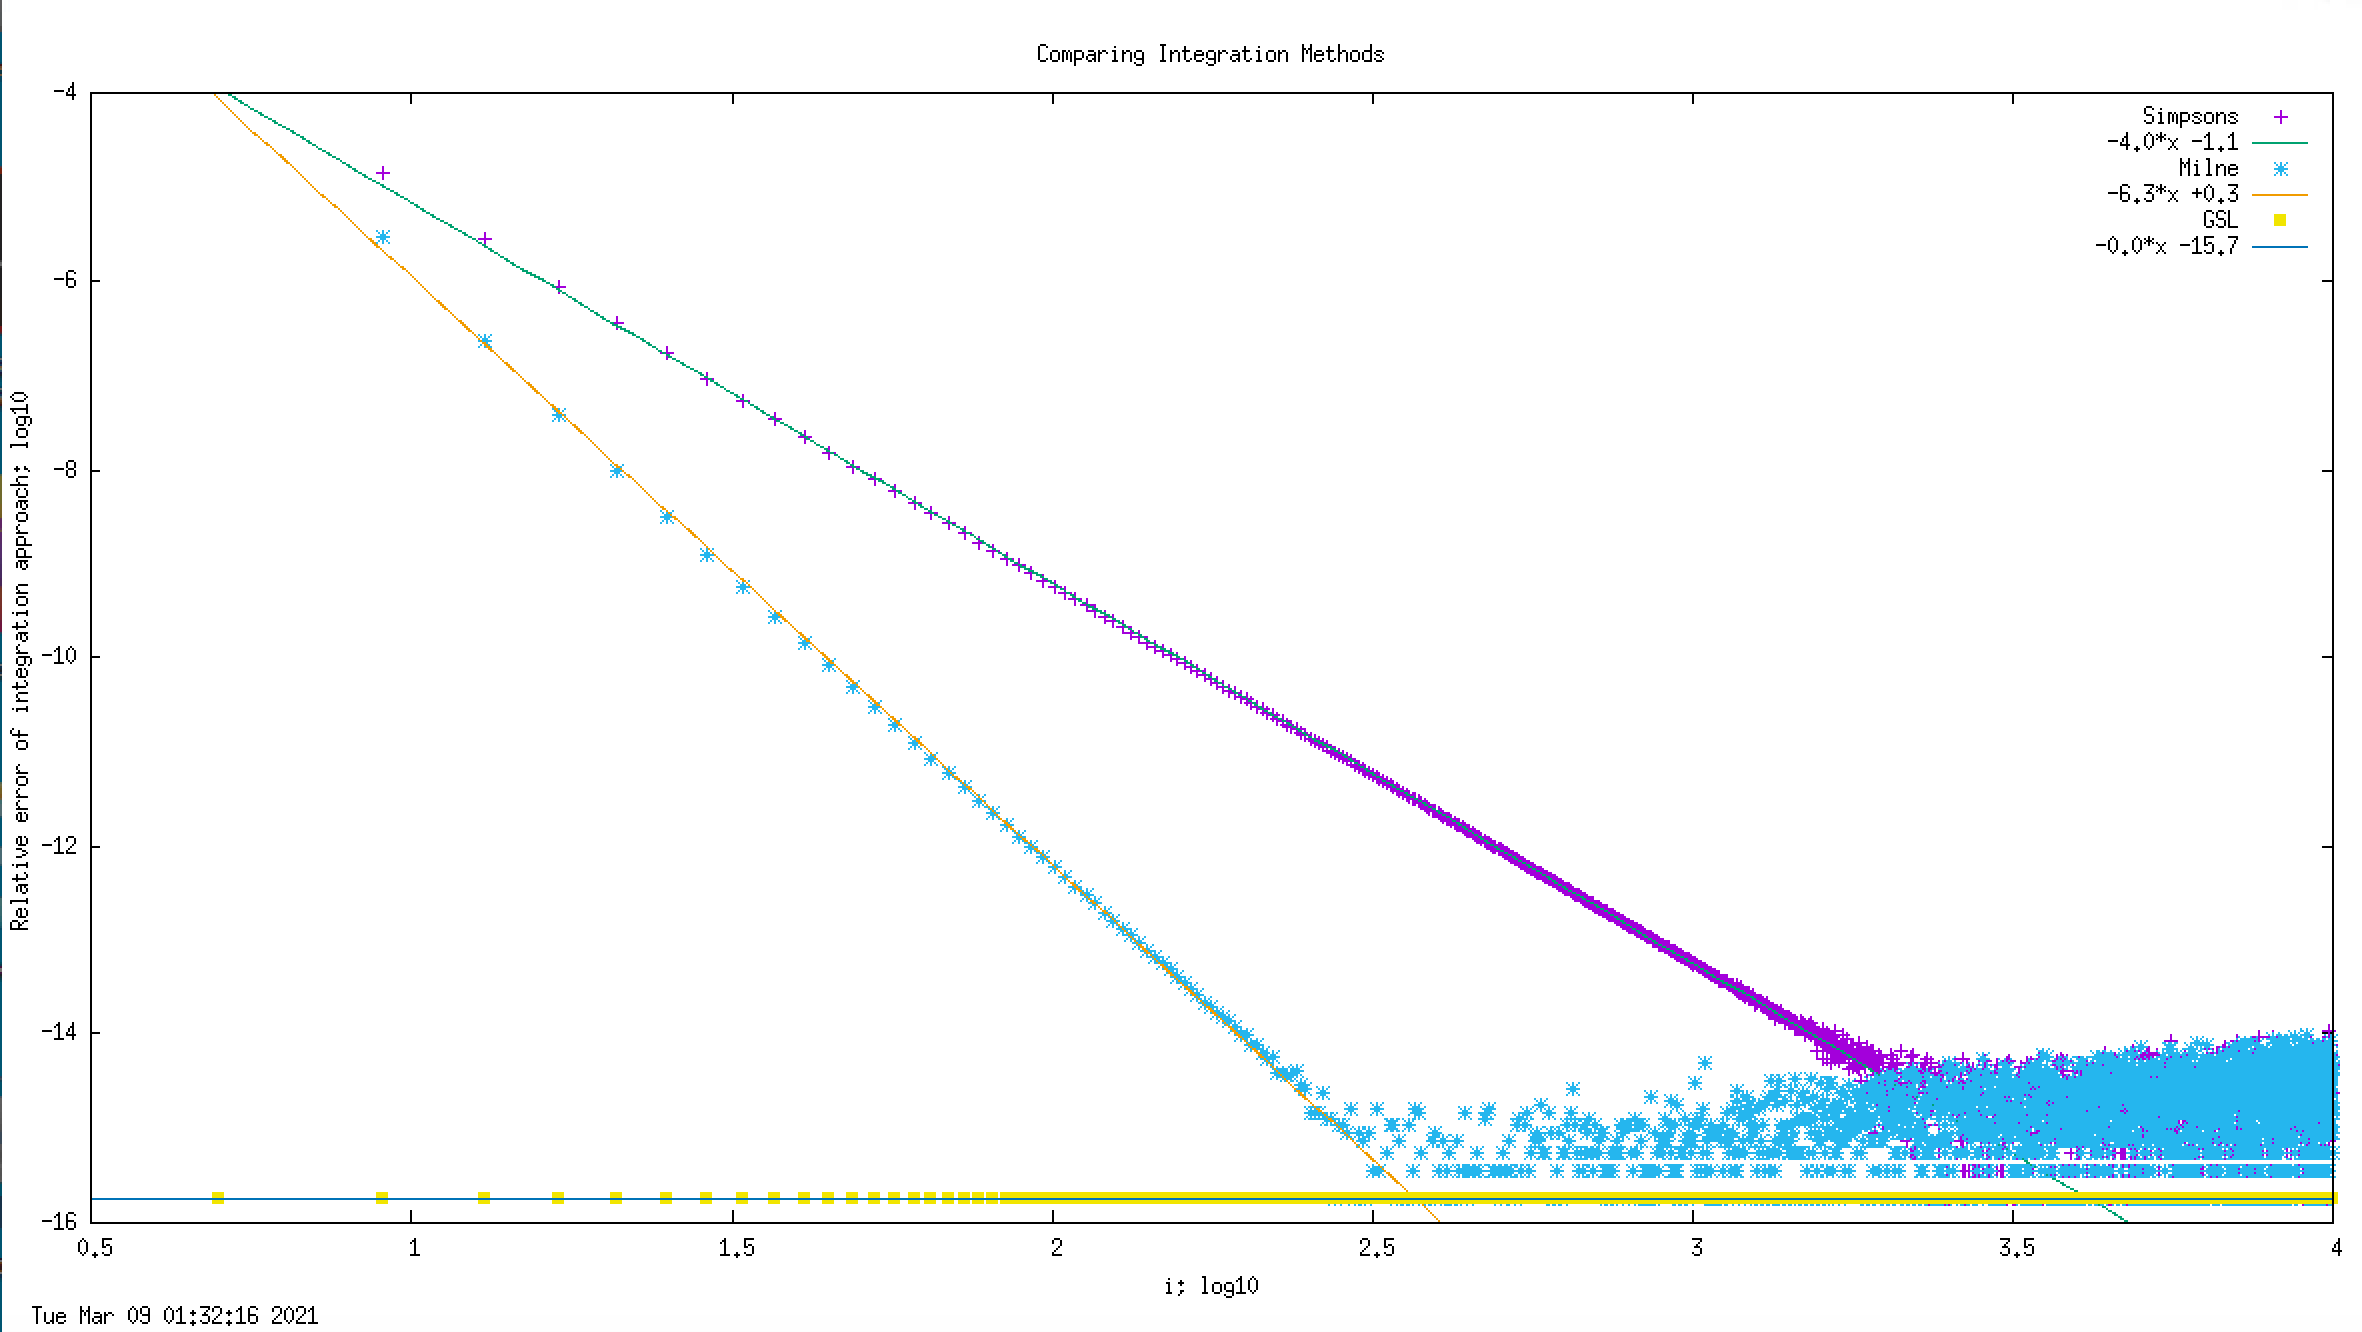 Comparing Integration Methods
Simpsons
-4.0*x -1.1
Milne
-6.3*x +0.3
GSL
-0.0*x -15.7
Relative error of integration approach; log10
-4
-6
-8
-10
-12
-14
-16
0.5 1 1.5 2 2.5 3 3.5 4
i; log10
Tue Mar 09 01:32:16 2021